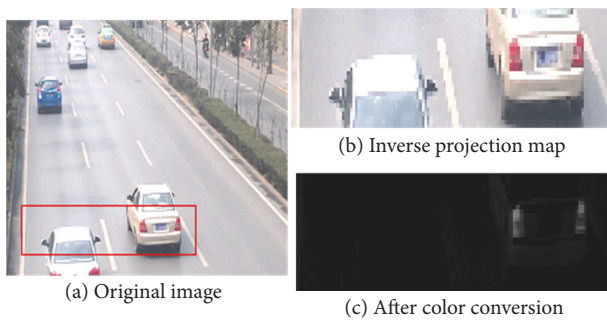 (a) Original image
(b) Inverse projection map
(c) After color conversion